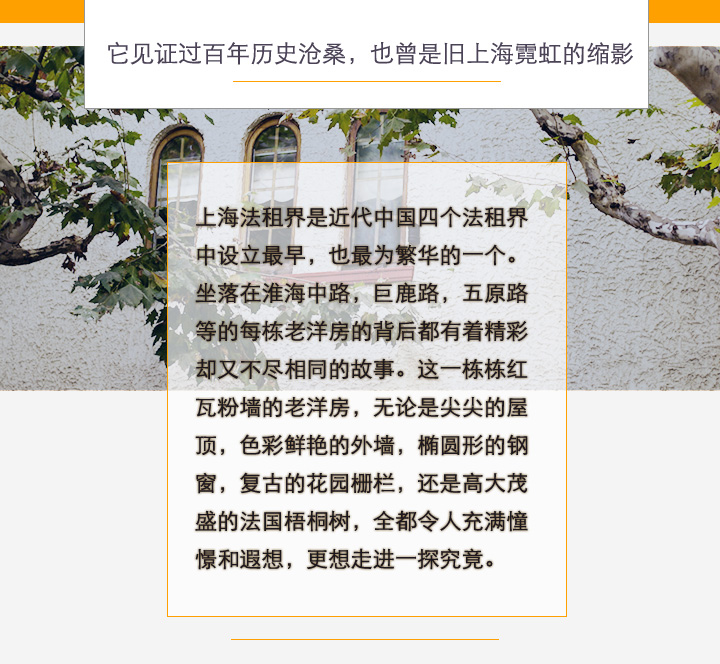 它见证过百年历史沧桑，也曾是旧上海霓虹的缩影
上海法租界是近代中国四个法租界
中设立最早，也最为繁华的一个。
坐落在淮海中路，巨鹿路，五原路
等的每栋老洋房的背后都有着精彩
却又不尽相同的故事。这一栋栋红
瓦粉墙的老洋房，无论是尖尖的屋
顶，色彩鲜艳的外墙，椭圆形的钢
窗，复古的花园栅栏，还是高大茂
盛的法国梧桐树，全都令人充满憧
憬和遐想，更想走进一探究竟。